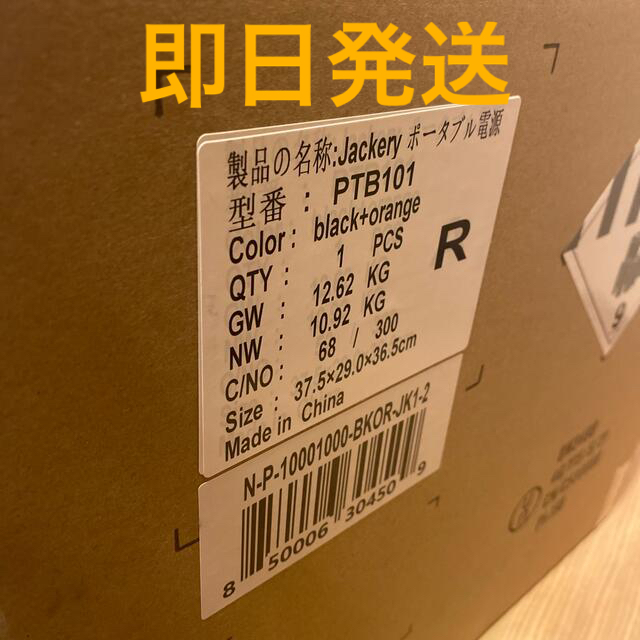 即日発送
製品の名称:Jackery ポータブル電源
型番 : PTB101
Color : black+orange
QTY : 1 PCS
GW : 12.62 KG
NW : 10.92 KG
C/NO : 68 / 300
Size : 37.5×29.0×36.5cm
Made in China
R
N-P-10001000-BKOR-JK1-2
8 50006 30450 9
9